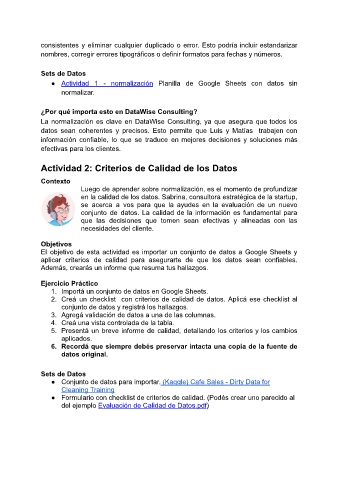 consistentes y eliminar cualquier duplicado o error. Esto podría incluir estandarizar
nombres, corregir errores tipográficos o definir formatos para fechas y números.
Sets de Datos
● Actividad 1 - normalización Planilla de Google Sheets con datos sin
normalizar.
¿Por qué importa esto en DataWise Consulting?
La normalización es clave en DataWise Consulting, ya que asegura que todos los
datos sean coherentes y precisos. Esto permite que Luis y Matías trabajen con
información confiable, lo que se traduce en mejores decisiones y soluciones más
efectivas para los clientes.
Actividad 2: Criterios de Calidad de los Datos
Contexto
Luego de aprender sobre normalización, es el momento de profundizar
en la calidad de los datos. Sabrina, consultora estratégica de la startup,
se acerca a vos para que la ayudes en la evaluación de un nuevo
conjunto de datos. La calidad de la información es fundamental para
que las decisiones que tomen sean efectivas y alineadas con las
necesidades del cliente.
Objetivos
El objetivo de esta actividad es importar un conjunto de datos a Google Sheets y
aplicar criterios de calidad para asegurarte de que los datos sean confiables.
Además, crearás un informe que resuma tus hallazgos.
Ejercicio Práctico
1. Importá un conjunto de datos en Google Sheets.
2. Creá un checklist con criterios de calidad de datos. Aplicá ese checklist al
conjunto de datos y registrá los hallazgos.
3. Agregá validación de datos a una de las columnas.
4. Creá una vista controlada de la tabla.
5. Presentá un breve informe de calidad, detallando los criterios y los cambios
aplicados.
6. Recordá que siempre debés preservar intacta una copia de la fuente de
datos original.
Sets de Datos
● Conjunto de datos para importar. (Kaggle) Cafe Sales - Dirty Data for
Cleaning Training
● Formulario con checklist de criterios de calidad. (Podés crear uno parecido al
del ejemplo Evaluación de Calidad de Datos.pdf)